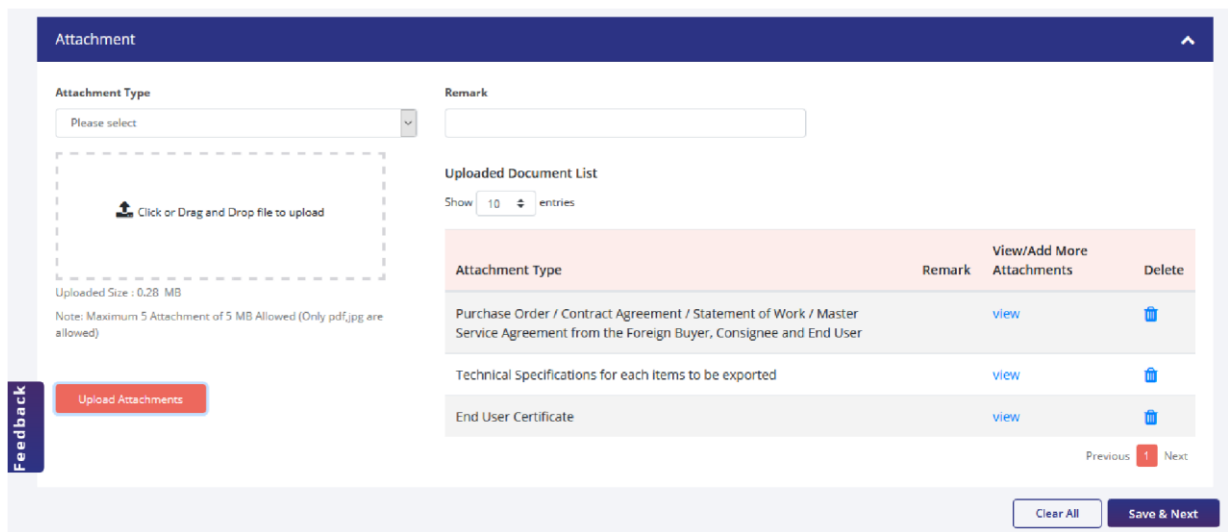 Attachment
Attachment Type
Please select
Click or Drag and Drop file to upload
Uploaded Size : 0.28 MB
Note: Maximum 5 Attachment of 5 MB Allowed (Only pdf,jpg are
allowed)
Upload Attachments
Feedback
Remark
Uploaded Document List
Show 10 entries
Attachment Type Remark View/Add More
Attachments Delete
Purchase Order / Contract Agreement / Statement of Work / Master
Service Agreement from the Foreign Buyer, Consignee and End User view
Technical Specifications for each items to be exported view
End User Certificate view
Previous 1 Next
Clear All Save & Next